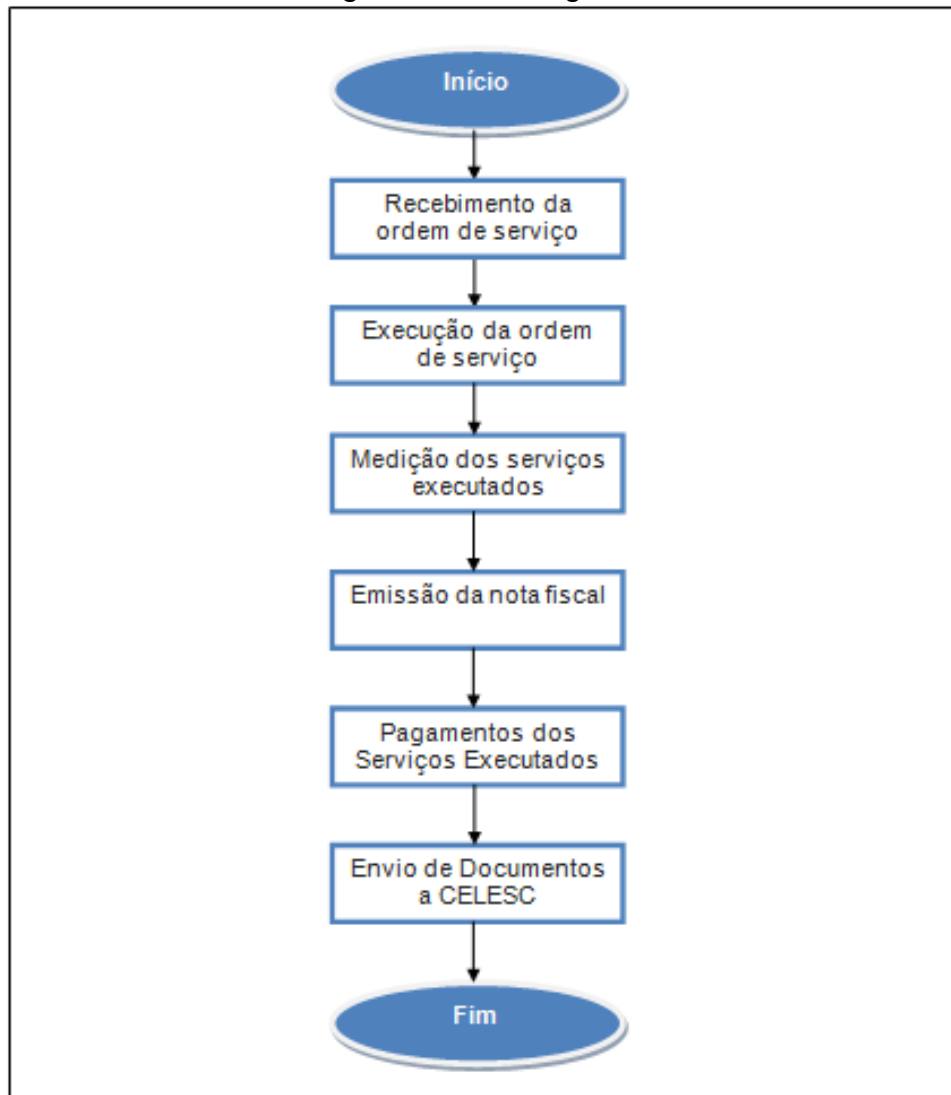 Início
Recebimento da
ordem de serviço
Execução da ordem
de serviço
Medição dos serviços
executados
Emissão da nota fiscal
Pagamentos dos
Serviços Executados
Envio de Documentos
a CELESC
Fim